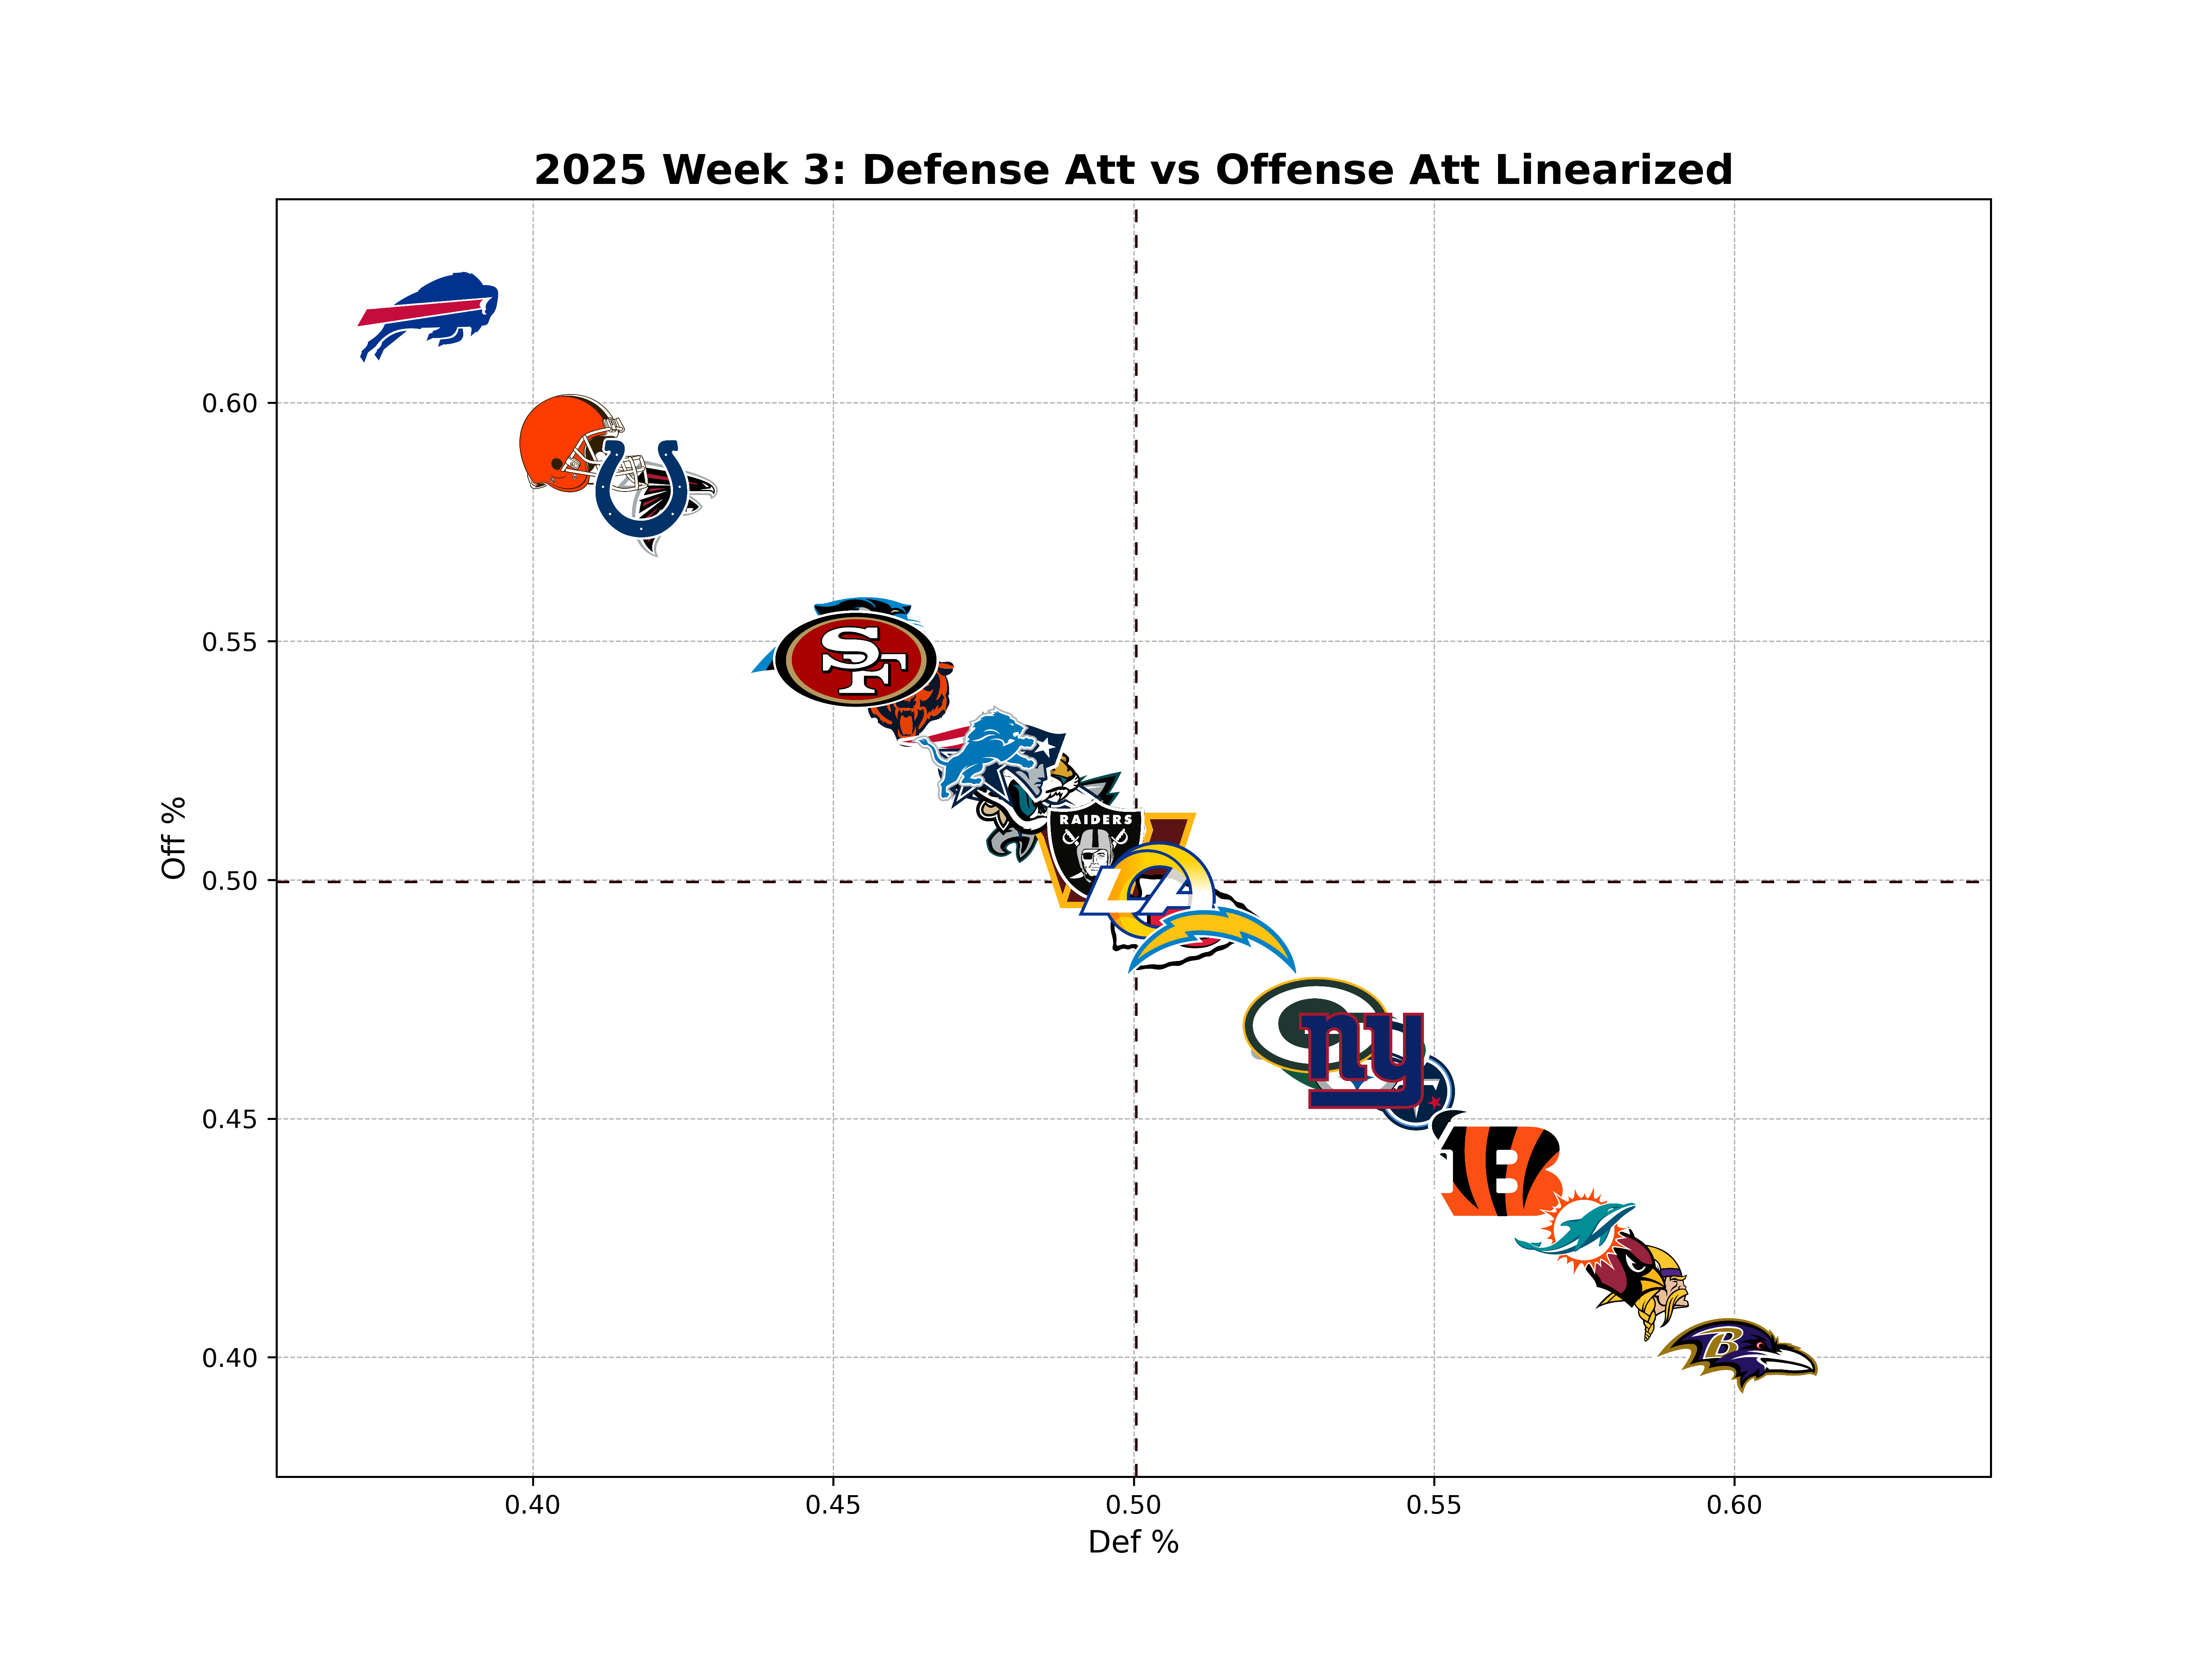 2025 Week 3: Defense Att vs Offense Att Linearized
0.60
0.55
0.50
0.45
0.40
Off %
SF
RAIDERS
LA
ny
B
B
0.40
0.45
0.50
0.55
0.60
Def %